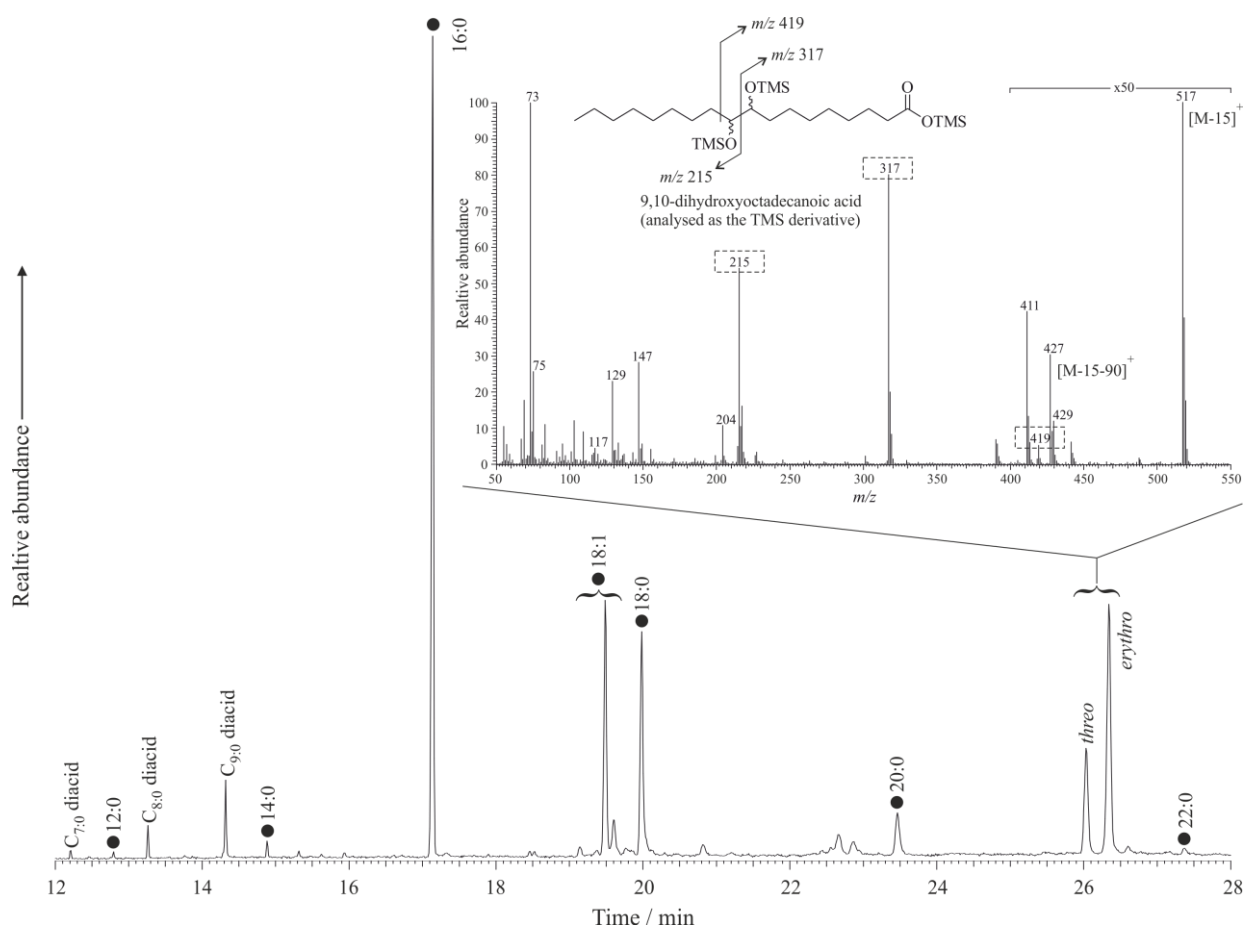 16:0
m/z 419
m/z 317
OTMS
O
OTMS
TMSO
m/z 215
9,10-dihydroxyoctadecanoic acid
(analysed as the TMS derivative)
x50
517
[M-15]+
73
75
117
129
147
204
215
317
411
427
[M-15-90]+
429
419
Realtive abundance
100
90
80
70
60
50
40
30
20
10
0
50 100 150 200 250 300 350 400 450 500 550
m/z
Realtive abundance
C7:0 diacid
12:0
C8:0 diacid
C9:0 diacid
14:0
18:1
18:0
20:0
threo
erythro
22:0
12 14 16 18 20 22 24 26 28
Time / min